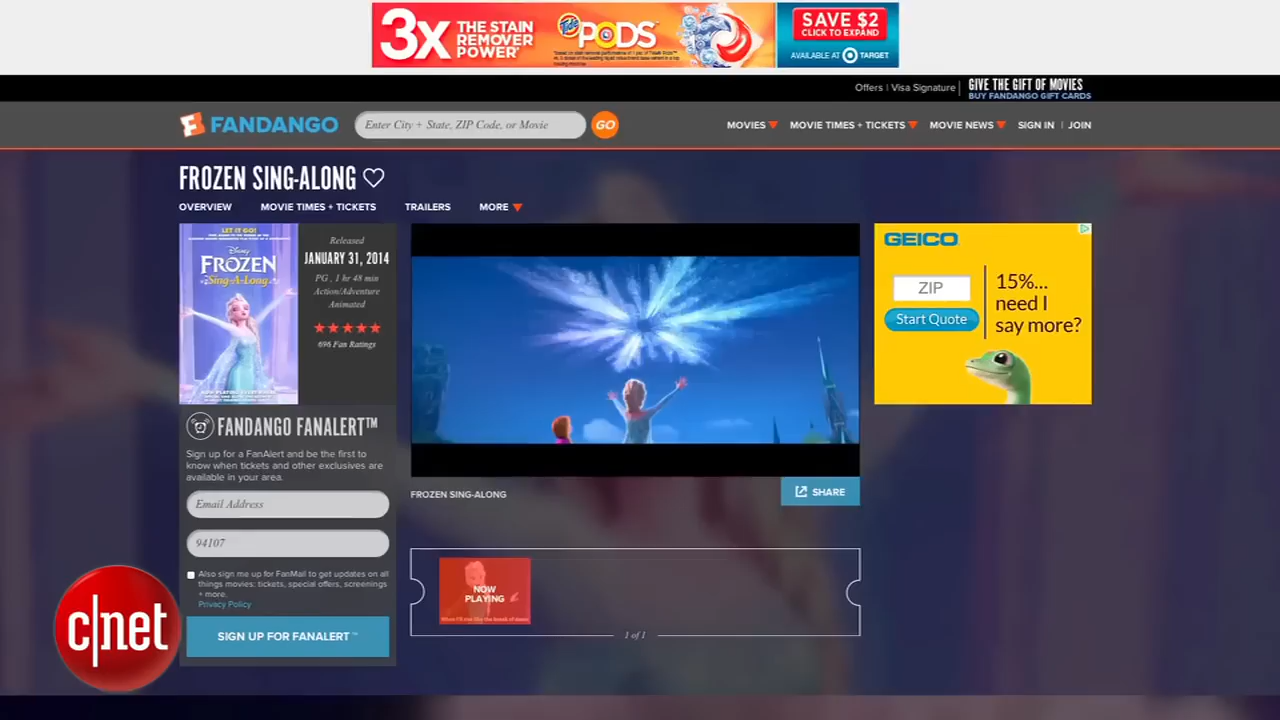 3X
THE STAIN
REMOVER
POWER*
Tide
PODS
SAVE $2
CLICK TO EXPAND
AVAILABLE AT TARGET
Offers | Visa Signature
GIVE THE GIFT OF MOVIES
BUY FANDANGO GIFT CARDS
FANDANGO
Enter City + State, ZIP Code, or Movie
GO
MOVIES
MOVIE TIMES + TICKETS
MOVIE NEWS
SIGN IN | JOIN
FROZEN SING-ALONG
OVERVIEW
MOVIE TIMES + TICKETS
TRAILERS
MORE
LET IT GO!
Disney
FROZEN
Sing-A-Long
Released
JANUARY 31, 2014
PG , 1 hr 48 min
Action/Adventure
Animated
696 Fan Ratings
GEICO
ZIP
Start Quote
15%...
need I
say more?
FANDANGO FANALERT™
Sign up for a FanAlert and be the first to
know when tickets and other exclusives are
available in your area.
Email Address
94107
Also sign me up for FanMail to get updates on all
things movies: tickets, special offers, screenings
+ more.
Privacy Policy
SIGN UP FOR FANALERT ™
FROZEN SING-ALONG
SHARE
NOW
PLAYING
1 of 1
c|net